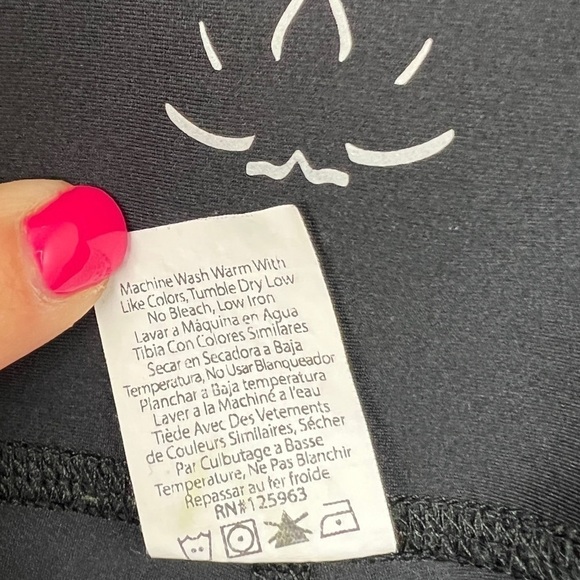 Machine Wash Warm With
Like Colors, Tumble Dry Low
No Bleach, Low Iron
Lavar a Màquina en Agua
Tibia Con Colores Similares
Secar en Secadora a Baja
Temperatura, No Usar Blanqueador
Planchar a Baja temperatura
Laver a la Machine a l'eau
Tiède Avec Des Vetements
de Couleurs Similaires, Sécher
Par Culbutage a Basse
Temperature, Ne Pas Blanchir
Repassar au fer froide
RN#125963